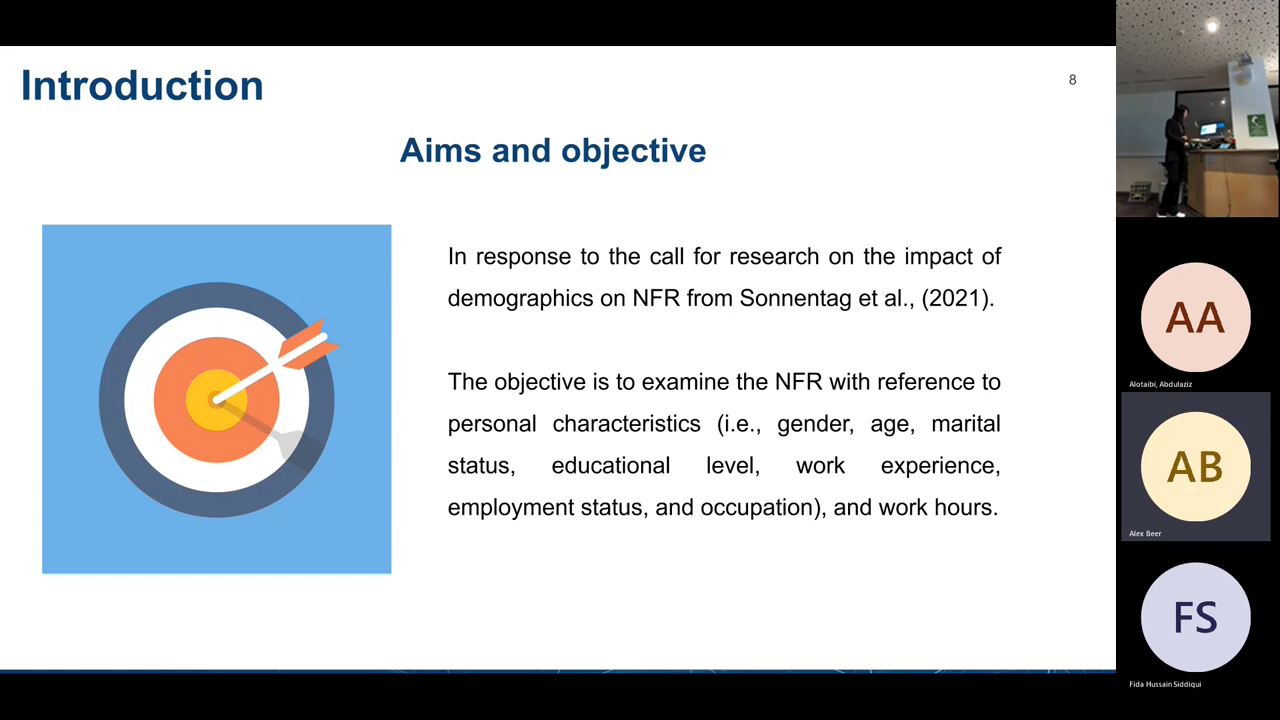 Introduction
8
Aims and objective
In response to the call for research on the impact of
demographics on NFR from Sonnentag et al., (2021).
The objective is to examine the NFR with reference to
personal characteristics (i.e., gender, age, marital
status, educational level, work experience,
employment status, and occupation), and work hours.
AA
Alotaibi, Abdulaziz
AB
Alex Beer
FS
Fida Hussain Siddiqui